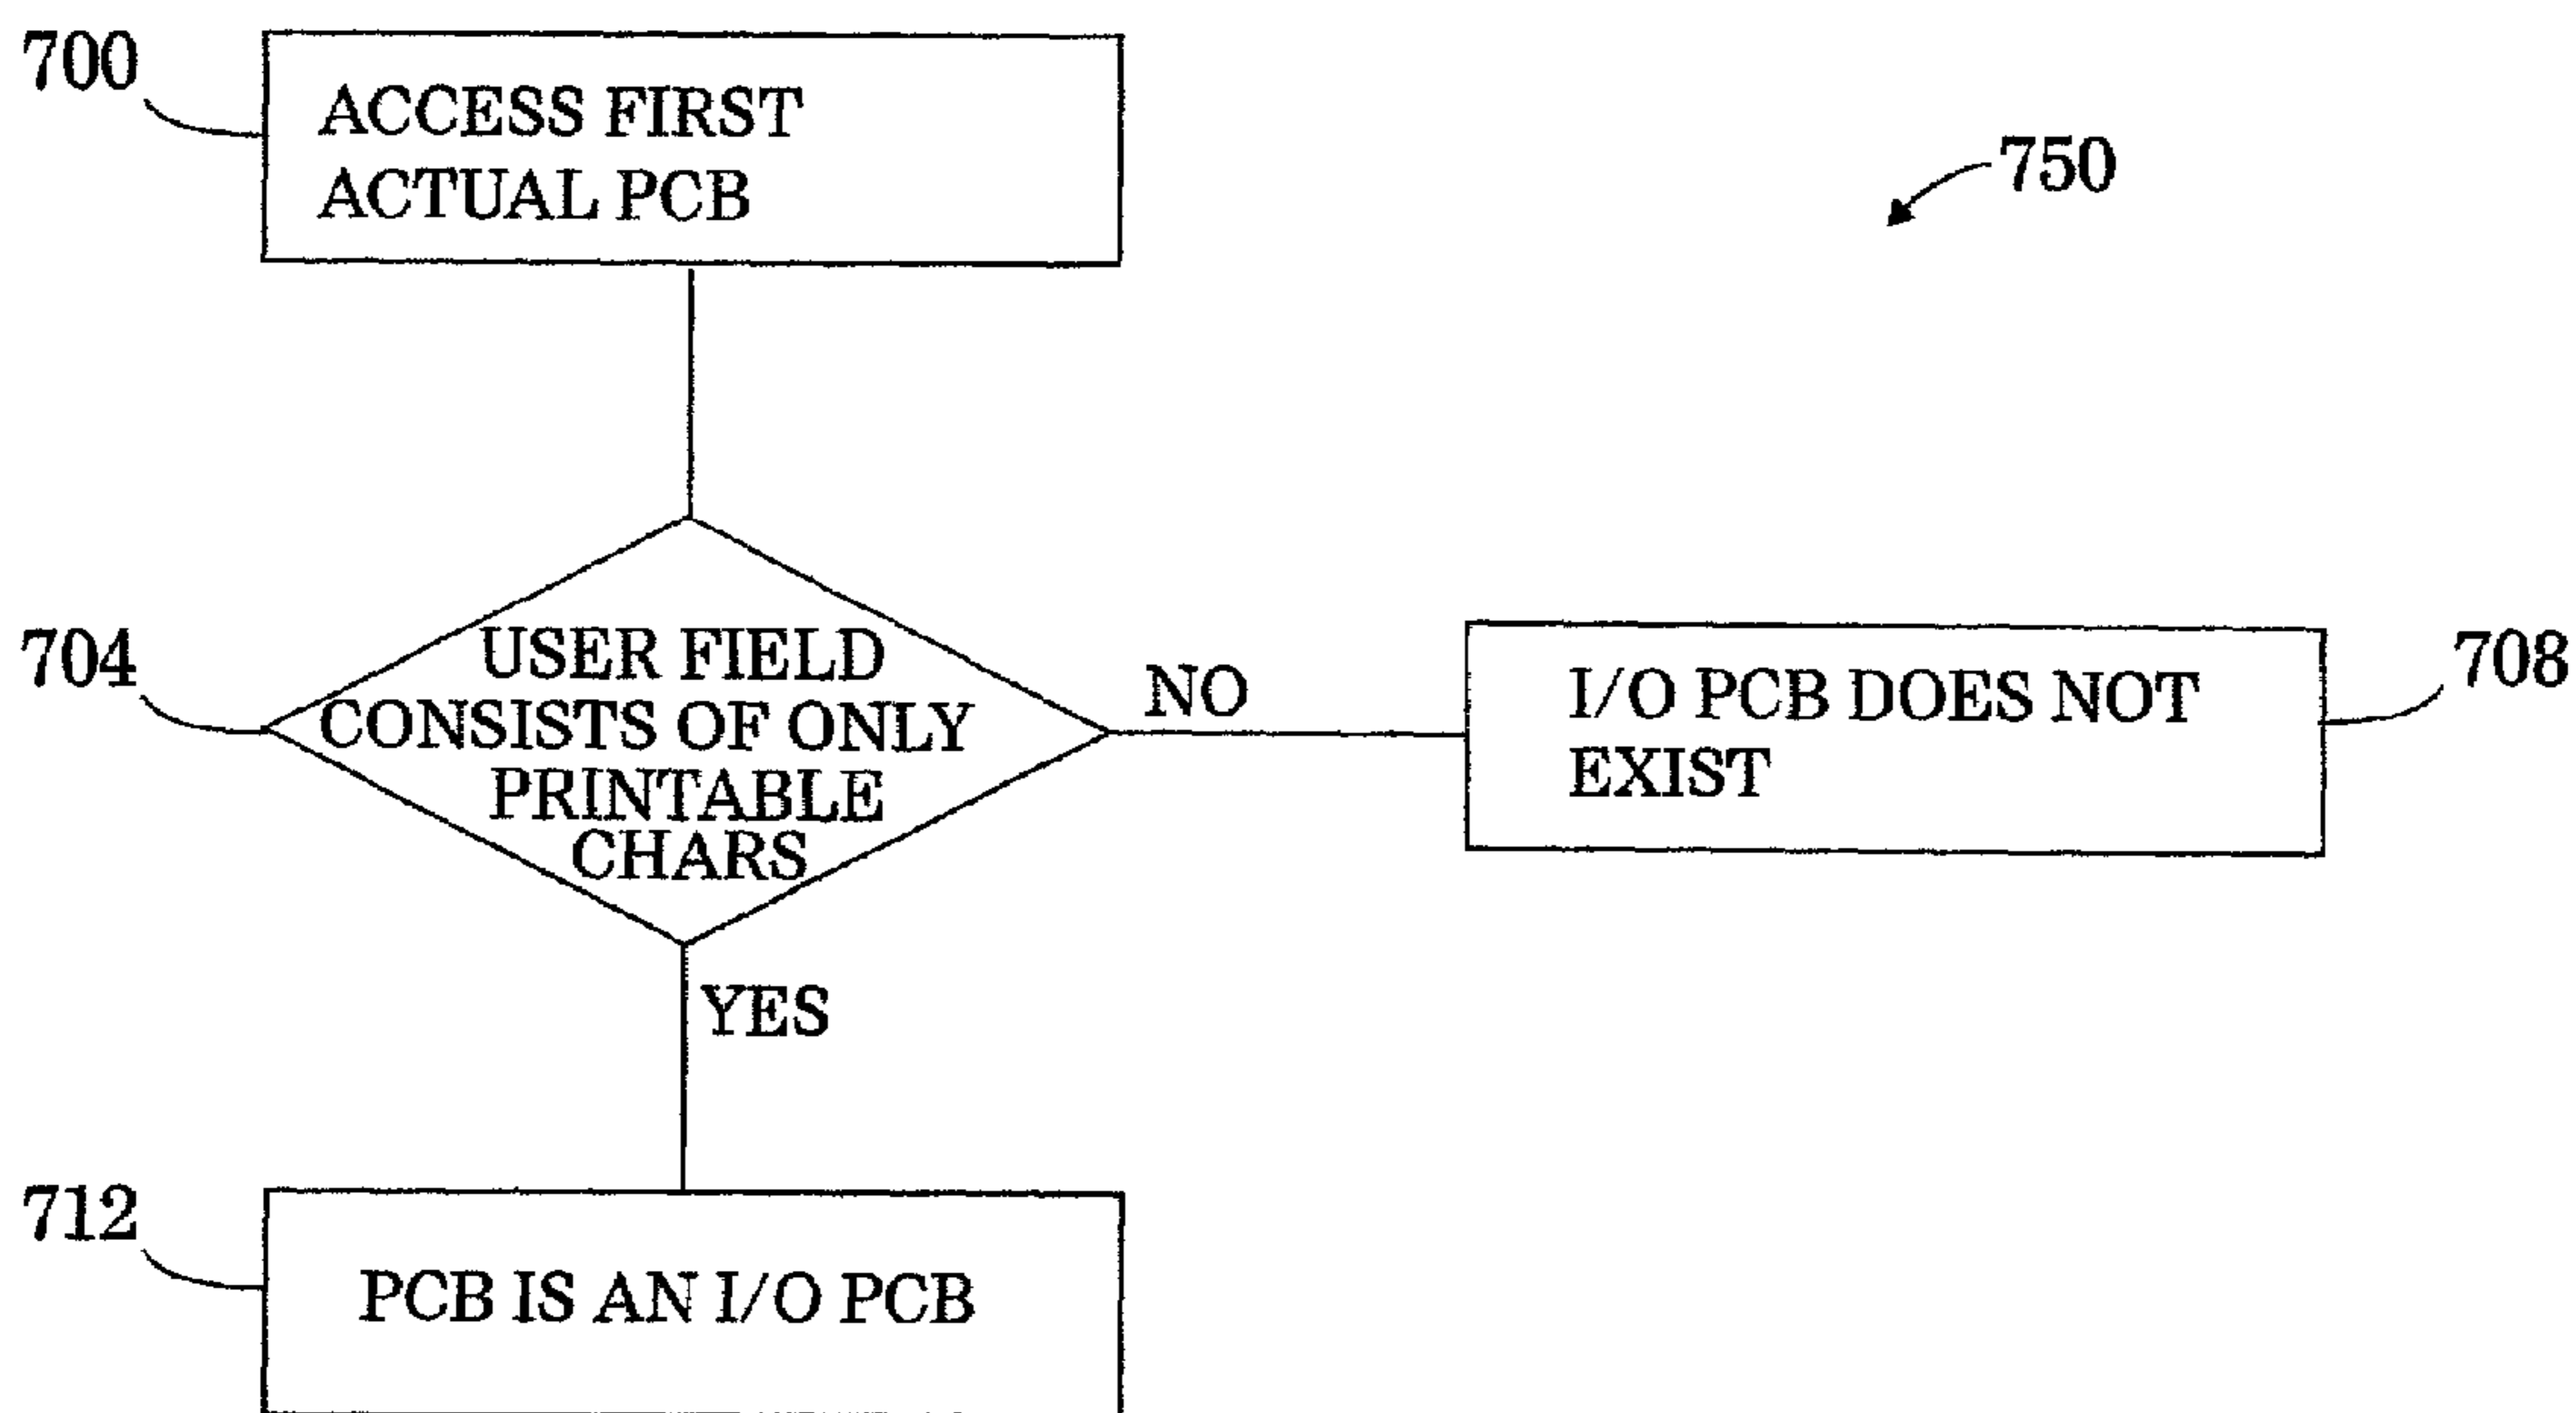 700
ACCESS FIRST
ACTUAL PCB
750
704
USER FIELD
CONSISTS OF ONLY
PRINTABLE
CHARS
NO
I/O PCB DOES NOT
EXIST
708
YES
712
PCB IS AN I/O PCB